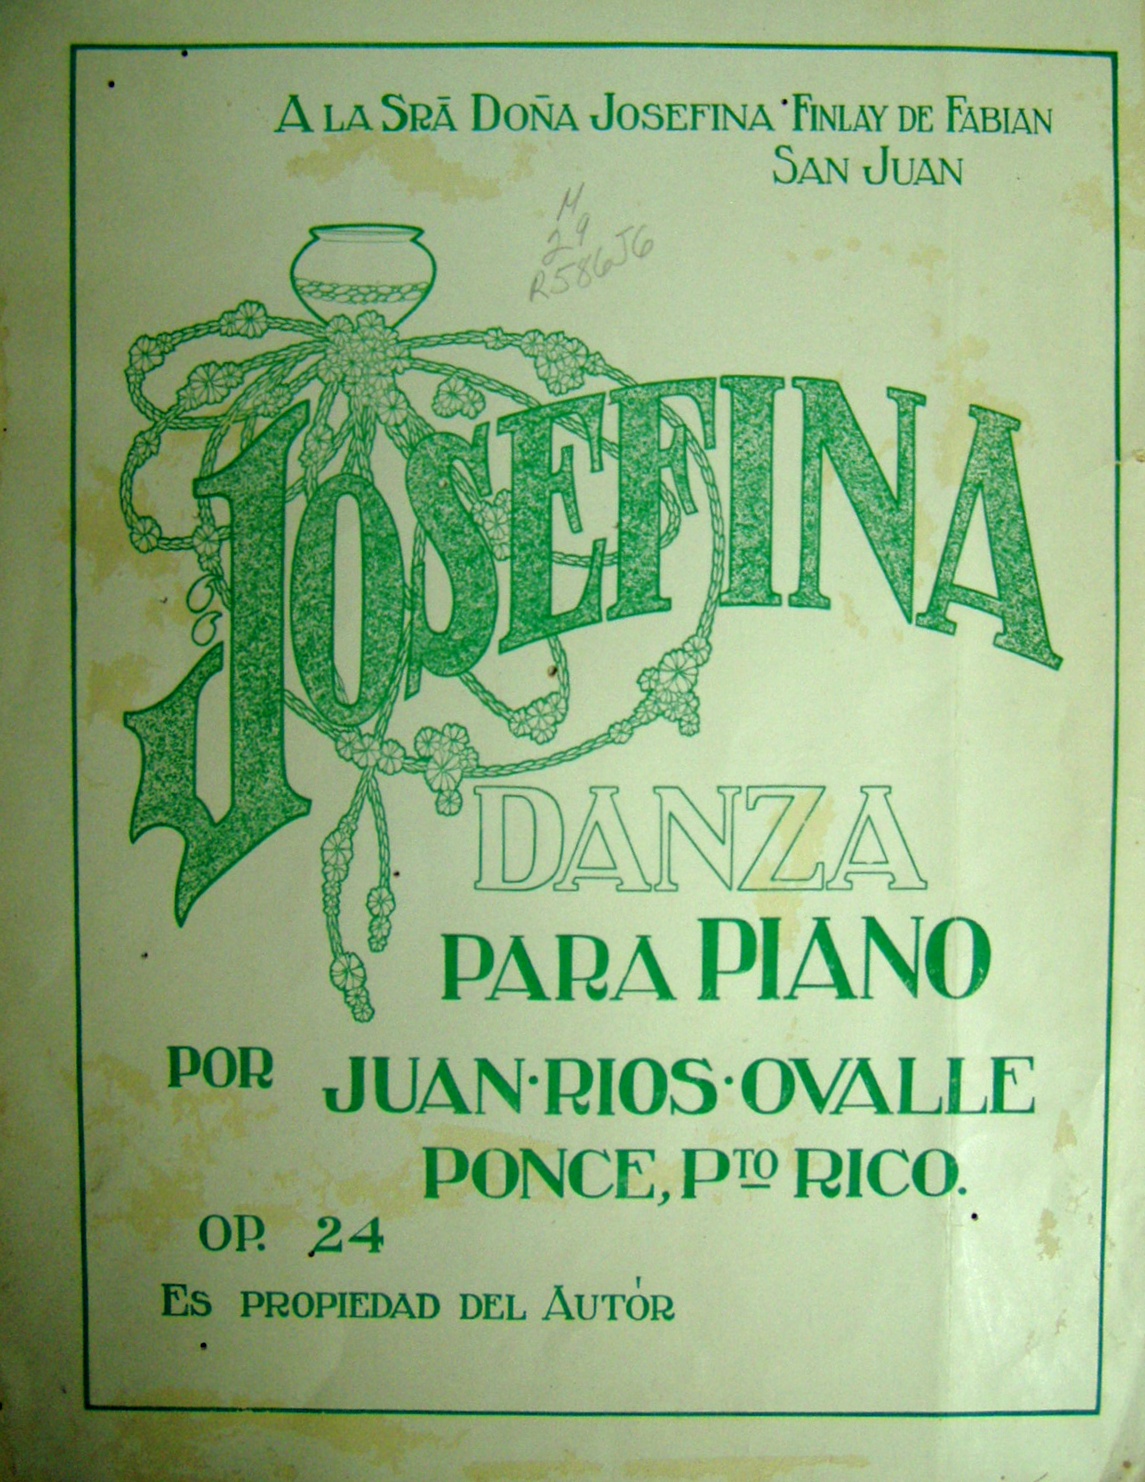 A LA SRĀ DOÑA JOSEFINA FINLAY DE FABIAN
SAN JUAN
M
29
R586J6
JOSEFINA
DANZA
PARA PIANO
POR JUAN·RIOS·OVALLE
PONCE, PTO RICO.
OP. 24
ES PROPIEDAD DEL AUTÓR